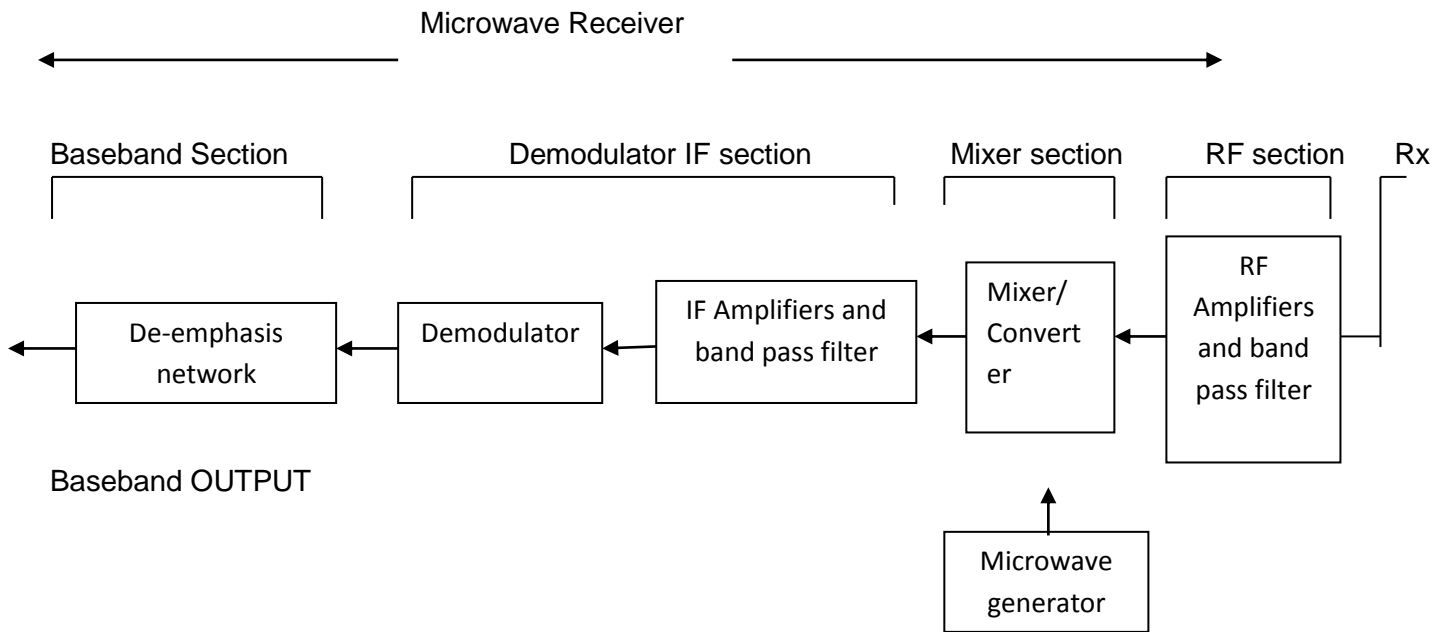 Microwave Receiver
Baseband Section
Demodulator IF section
Mixer section
RF section
Rx
De-emphasis
network
Demodulator
IF Amplifiers and
band pass filter
Mixer/
Convert
er
RF
Amplifiers
and band
pass filter
Baseband OUTPUT
Microwave
generator